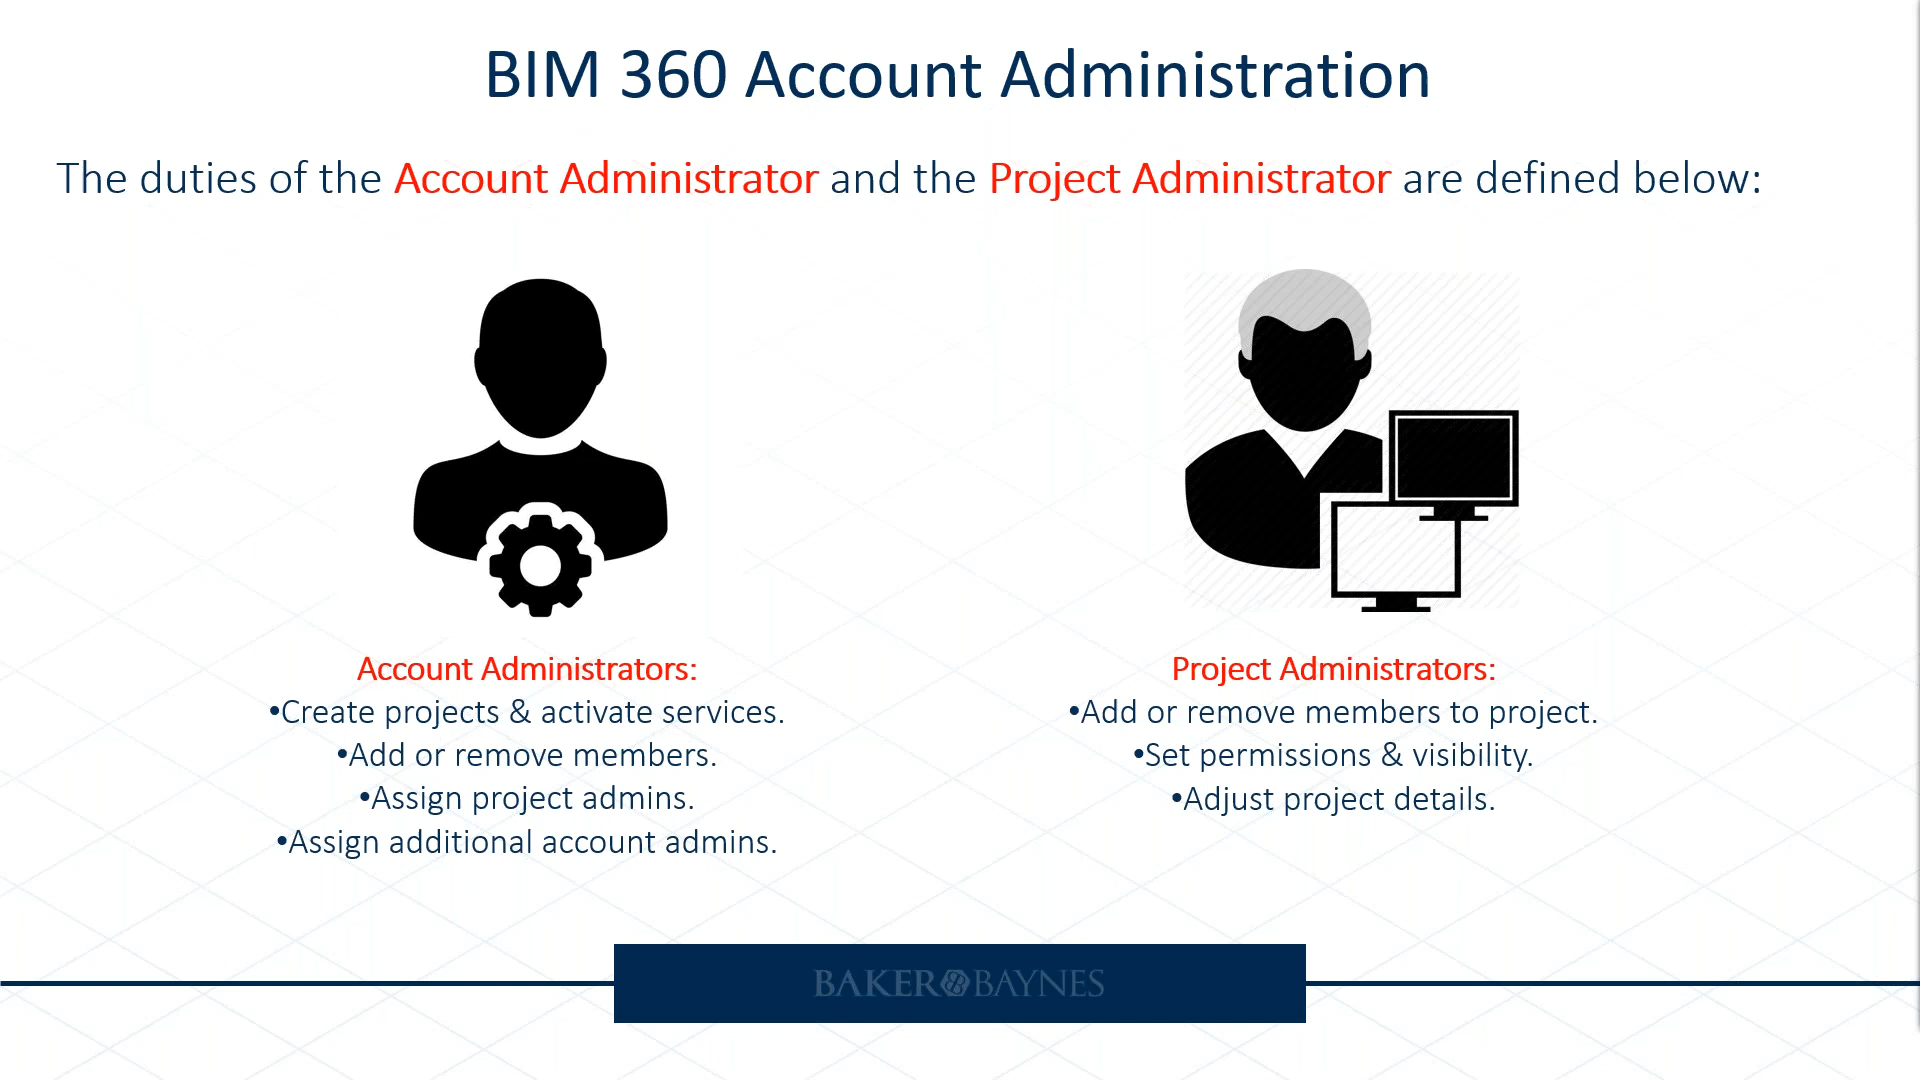 BIM 360 Account Administration
The duties of the Account Administrator and the Project Administrator are defined below:
Account Administrators:
•Create projects & activate services.
•Add or remove members.
•Assign project admins.
•Assign additional account admins.
Project Administrators:
•Add or remove members to project.
•Set permissions & visibility.
•Adjust project details.
BAKER BAYNES